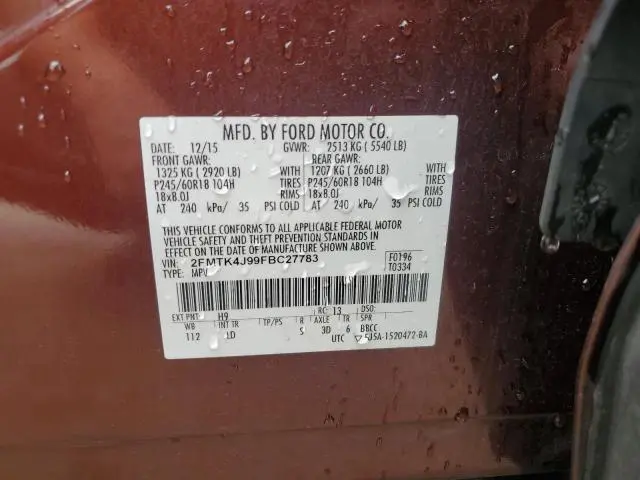 MFD. BY FORD MOTOR CO.
DATE: 12/15 GVWR: 2513 KG ( 5540 LB)
FRONT GAWR: REAR GAWR:
1325 KG ( 2920 LB) 1207 KG ( 2660 LB)
P245/60R18 104H TIRES P245/60R18 104H TIRES
18x8.0J RIMS 18x8.0J RIMS
AT 240 kPa/ 35 PSI COLD AT 240 kPa/ 35 PSI COLD
THIS VEHICLE CONFORMS TO ALL APPLICABLE FEDERAL MOTOR
VEHICLE SAFETY AND THEFT PREVENTION STANDARDS IN
EFFECT ON THE DATE OF MANUFACTURE SHOWN ABOVE.
VIN: 2FMTK4J99FBC27783 F0196
TYPE: MPV T0334
EXT PNT: H9 RC: 13 DSO:
WB INT TR TP/PS R AXLE TR SPR
112 LD S 3D 6 BBCC
UTC 5J5A-1520472-BA